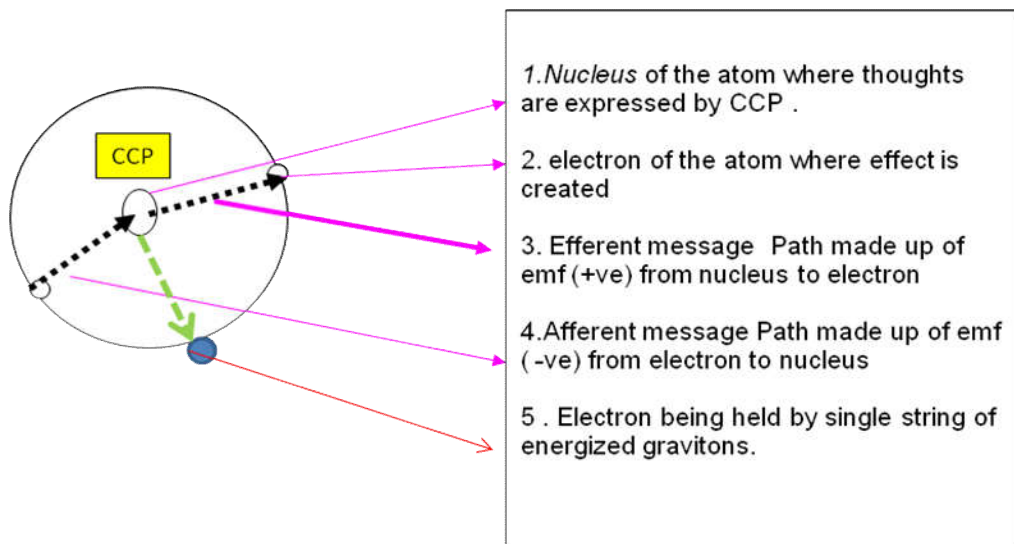 CCP
1.Nucleus of the atom where thoughts
are expressed by CCP .
2. electron of the atom where effect is
created
3. Efferent message Path made up of
emf (+ve) from nucleus to electron
4.Afferent message Path made up of emf
( -ve) from electron to nucleus
5 . Electron being held by single string of
energized gravitons.